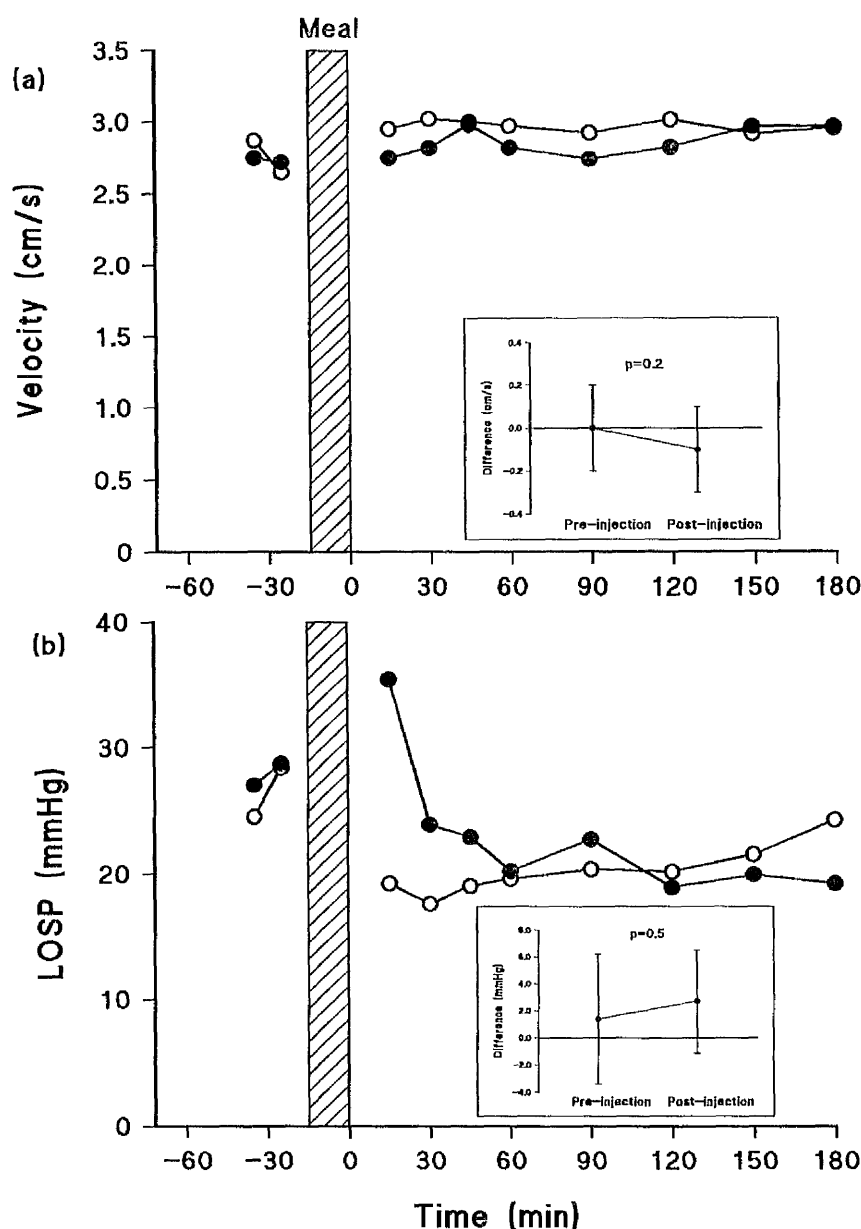 Meal
(a)
3.5
3.0
2.5
2.0
1.5
1.0
0.5
0
Velocity (cm/s)
0.4
0.2
0.0
−0.2
−0.4
Difference (cm/s)
p=0.2
Pre−injection Post−injection
−60 −30 0 30 60 90 120 150 180
(b)
40
30
20
10
0
LOSP (mmHg)
8.0
6.0
4.0
2.0
0.0
−2.0
−4.0
Difference (mmHg)
p=0.5
Pre−injection Post−injection
−60 −30 0 30 60 90 120 150 180
Time (min)